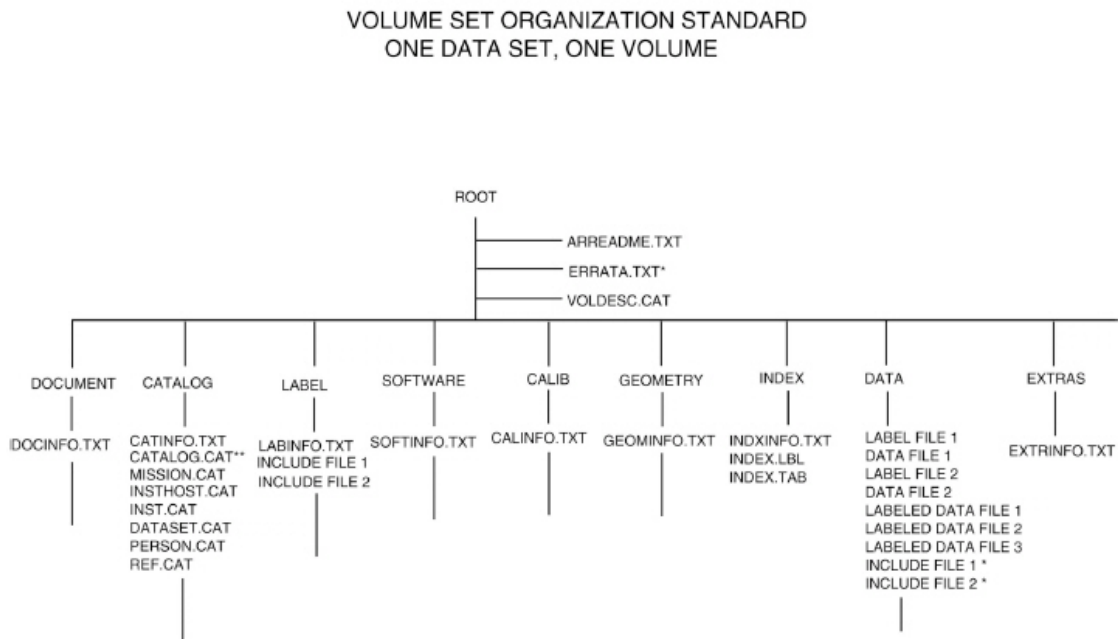 VOLUME SET ORGANIZATION STANDARD
ONE DATA SET, ONE VOLUME
ROOT
ARREADME.TXT
ERRATA.TXT*
VOLDESC.CAT
DOCUMENT
DOCINFO.TXT
CATALOG
CATINFO.TXT
CATALOG.CAT**
MISSION.CAT
INSTHOST.CAT
INST.CAT
DATASET.CAT
PERSON.CAT
REF.CAT
LABEL
LABINFO.TXT
INCLUDE FILE 1
INCLUDE FILE 2
SOFTWARE
SOFTINFO.TXT
CALIB
CALINFO.TXT
GEOMETRY
GEOMINFO.TXT
INDEX
INDXINFO.TXT
INDEX.LBL
INDEX.TAB
DATA
LABEL FILE 1
DATA FILE 1
LABEL FILE 2
DATA FILE 2
LABELED DATA FILE 1
LABELED DATA FILE 2
LABELED DATA FILE 3
INCLUDE FILE 1 *
INCLUDE FILE 2 *
EXTRAS
EXTRINFO.TXT